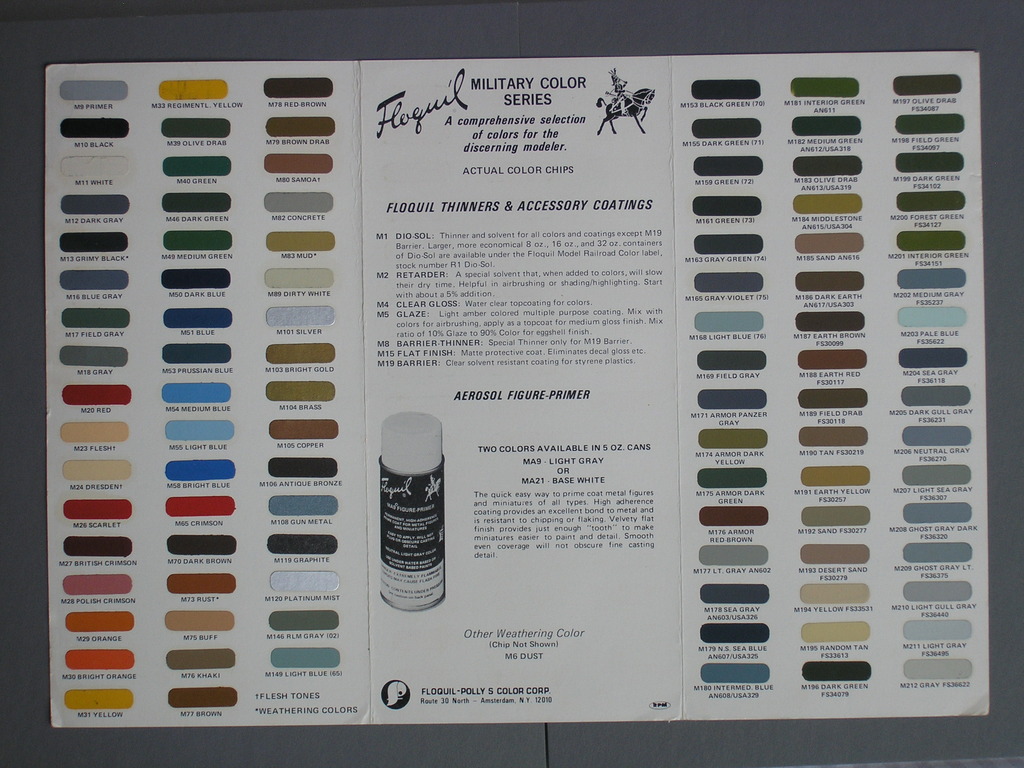 M9 PRIMER
M10 BLACK
M11 WHITE
M12 DARK GRAY
M13 GRIMY BLACK*
M16 BLUE GRAY
M17 FIELD GRAY
M18 GRAY
M20 RED
M23 FLESH†
M24 DRESDEN†
M26 SCARLET
M27 BRITISH CRIMSON
M28 POLISH CRIMSON
M29 ORANGE
M30 BRIGHT ORANGE
M31 YELLOW
M33 REGIMENTL. YELLOW
M39 OLIVE DRAB
M40 GREEN
M46 DARK GREEN
M49 MEDIUM GREEN
M50 DARK BLUE
M51 BLUE
M53 PRUSSIAN BLUE
M54 MEDIUM BLUE
M55 LIGHT BLUE
M58 BRIGHT BLUE
M65 CRIMSON
M70 DARK BROWN
M73 RUST*
M75 BUFF
M76 KHAKI
M77 BROWN
M78 RED-BROWN
M79 BROWN DRAB
M80 SAMOA†
M82 CONCRETE
M83 MUD*
M89 DIRTY WHITE
M101 SILVER
M103 BRIGHT GOLD
M104 BRASS
M105 COPPER
M106 ANTIQUE BRONZE
M108 GUN METAL
M119 GRAPHITE
M120 PLATINUM MIST
M146 RLM GRAY (02)
M149 LIGHT BLUE (65)
†FLESH TONES
*WEATHERING COLORS
Floquil MILITARY COLOR
SERIES
A comprehensive selection
of colors for the
discerning modeler.
ACTUAL COLOR CHIPS
FLOQUIL THINNERS & ACCESSORY COATINGS
M1 DIO-SOL: Thinner and solvent for all colors and coatings except M19
Barrier. Larger, more economical 8 oz., 16 oz., and 32 oz. containers
of Dio-Sol are available under the Floquil Model Railroad Color label,
stock number R1 Dio-Sol.
M2 RETARDER: A special solvent that, when added to colors, will slow
their dry time. Helpful in airbrushing or shading/highlighting. Start
with about a 5% addition.
M4 CLEAR GLOSS: Water clear topcoating for colors.
M5 GLAZE: Light amber colored multiple purpose coating. Mix with
colors for airbrushing, apply as a topcoat for medium gloss finish. Mix
ratio of 10% Glaze to 90% Color for eggshell finish.
M8 BARRIER-THINNER: Special Thinner only for M19 Barrier.
M15 FLAT FINISH: Matte protective coat. Eliminates decal gloss etc.
M19 BARRIER: Clear solvent resistant coating for styrene plastics.
AEROSOL FIGURE-PRIMER
Floquil
FIGURE-PRIMER
TWO COLORS AVAILABLE IN 5 OZ. CANS
MA9 - LIGHT GRAY
OR
MA21 - BASE WHITE
The quick easy way to prime coat metal figures
and miniatures of all types. High adherence
coating provides an excellent bond to metal and
is resistant to chipping or flaking. Velvety flat
finish provides just enough "tooth" to make
miniatures easier to paint and detail. Smooth
even coverage will not obscure fine casting
detail.
Other Weathering Color
(Chip Not Shown)
M6 DUST
FLOQUIL-POLLY S COLOR CORP.
Route 30 North - Amsterdam, N.Y. 12010
M153 BLACK GREEN (70)
M155 DARK GREEN (71)
M159 GREEN (72)
M161 GREEN (73)
M163 GRAY-GREEN (74)
M165 GRAY-VIOLET (75)
M168 LIGHT BLUE (76)
M169 FIELD GRAY
M171 ARMOR PANZER
GRAY
M174 ARMOR DARK
YELLOW
M175 ARMOR DARK
GREEN
M176 ARMOR
RED-BROWN
M177 LT. GRAY AN602
M178 SEA GRAY
AN603/USA326
M179 N.S. SEA BLUE
AN607/USA325
M180 INTERMED. BLUE
AN608/USA329
M181 INTERIOR GREEN
AN611
M182 MEDIUM GREEN
AN612/USA318
M183 OLIVE DRAB
AN613/USA319
M184 MIDDLESTONE
AN615/USA304
M185 SAND AN616
M186 DARK EARTH
AN617/USA303
M187 EARTH BROWN
FS30099
M188 EARTH RED
FS30117
M189 FIELD DRAB
FS30118
M190 TAN FS30219
M191 EARTH YELLOW
FS30257
M192 SAND FS30277
M193 DESERT SAND
FS30279
M194 YELLOW FS33531
M195 RANDOM TAN
FS33613
M196 DARK GREEN
FS34079
M197 OLIVE DRAB
FS34087
M198 FIELD GREEN
FS34097
M199 DARK GREEN
FS34102
M200 FOREST GREEN
FS34127
M201 INTERIOR GREEN
FS34151
M202 MEDIUM GRAY
FS35237
M203 PALE BLUE
FS35622
M204 SEA GRAY
FS36118
M205 DARK GULL GRAY
FS36231
M206 NEUTRAL GRAY
FS36270
M207 LIGHT SEA GRAY
FS36307
M208 GHOST GRAY DARK
FS36320
M209 GHOST GRAY LT.
FS36375
M210 LIGHT GULL GRAY
FS36440
M211 LIGHT GRAY
FS36495
M212 GRAY FS36622